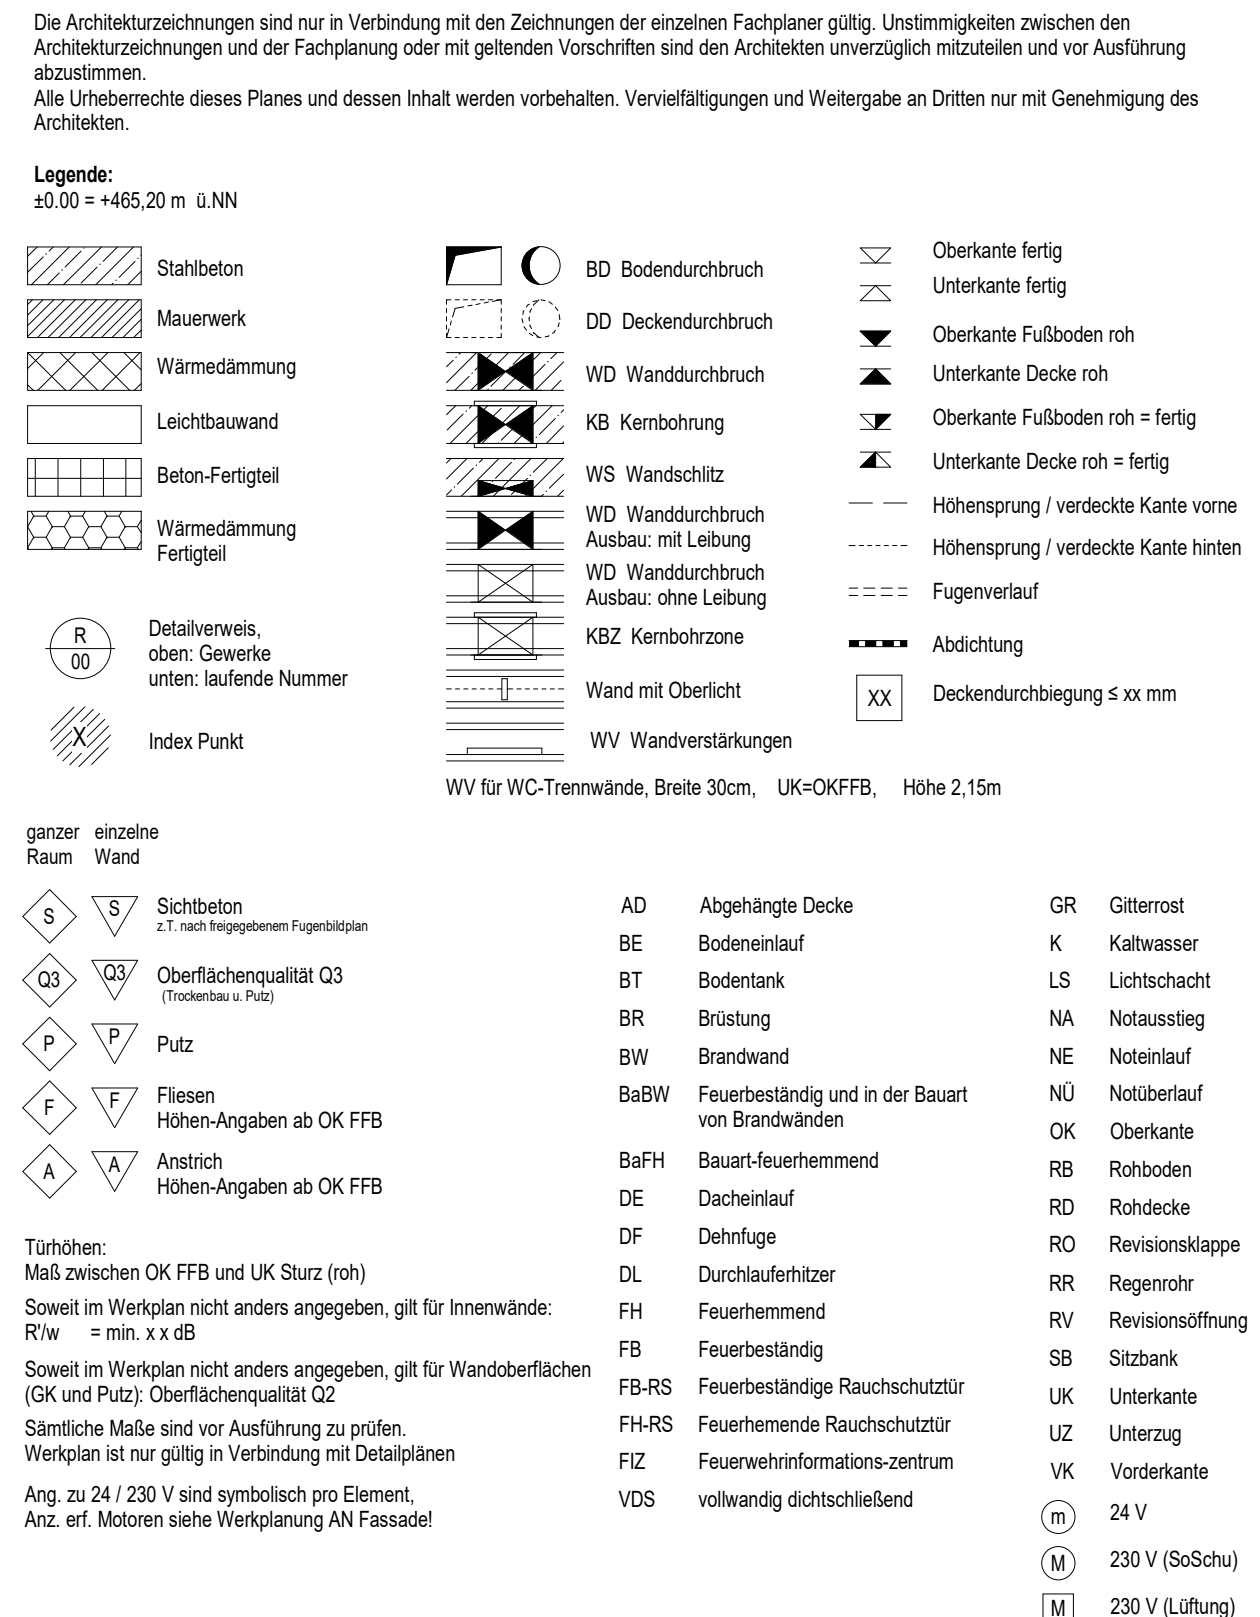 Die Architekturzeichnungen sind nur in Verbindung mit den Zeichnungen der einzelnen Fachplaner gültig. Unstimmigkeiten zwischen den
Architekturzeichnungen und der Fachplanung oder mit geltenden Vorschriften sind den Architekten unverzüglich mitzuteilen und vor Ausführung
abzustimmen.
Alle Urheberrechte dieses Planes und dessen Inhalt werden vorbehalten. Vervielfältigungen und Weitergabe an Dritten nur mit Genehmigung des
Architekten.
Legende:
±0.00 = +465,20 m ü.NN
Stahlbeton
Mauerwerk
Wärmedämmung
Leichtbauwand
Beton-Fertigteil
Wärmedämmung
Fertigteil
R
00
Detailverweis,
oben: Gewerke
unten: laufende Nummer
X
Index Punkt
BD Bodendurchbruch
DD Deckendurchbruch
WD Wanddurchbruch
KB Kernbohrung
WS Wandschlitz
WD Wanddurchbruch
Ausbau: mit Leibung
WD Wanddurchbruch
Ausbau: ohne Leibung
KBZ Kernbohrzone
Wand mit Oberlicht
WV Wandverstärkungen
WV für WC-Trennwände, Breite 30cm, UK=OKFFB, Höhe 2,15m
Oberkante fertig
Unterkante fertig
Oberkante Fußboden roh
Unterkante Decke roh
Oberkante Fußboden roh = fertig
Unterkante Decke roh = fertig
Höhensprung / verdeckte Kante vorne
Höhensprung / verdeckte Kante hinten
Fugenverlauf
Abdichtung
XX Deckendurchbiegung ≤ xx mm
ganzer einzelne
Raum Wand
S S Sichtbeton
z.T. nach freigegebenem Fugenbildplan
Q3 Q3 Oberflächenqualität Q3
(Trockenbau u. Putz)
P P Putz
F F Fliesen
Höhen-Angaben ab OK FFB
A A Anstrich
Höhen-Angaben ab OK FFB
Türhöhen:
Maß zwischen OK FFB und UK Sturz (roh)
Soweit im Werkplan nicht anders angegeben, gilt für Innenwände:
R'/w = min. x x dB
Soweit im Werkplan nicht anders angegeben, gilt für Wandoberflächen
(GK und Putz): Oberflächenqualität Q2
Sämtliche Maße sind vor Ausführung zu prüfen.
Werkplan ist nur gültig in Verbindung mit Detailplänen
Ang. zu 24 / 230 V sind symbolisch pro Element,
Anz. erf. Motoren siehe Werkplanung AN Fassade!
AD Abgehängte Decke
BE Bodeneinlauf
BT Bodentank
BR Brüstung
BW Brandwand
BaBW Feuerbeständig und in der Bauart
von Brandwänden
BaFH Bauart-feuerhemmend
DE Dacheinlauf
DF Dehnfuge
DL Durchlauferhitzer
FH Feuerhemmend
FB Feuerbeständig
FB-RS Feuerbeständige Rauchschutztür
FH-RS Feuerhemende Rauchschutztür
FIZ Feuerwehrinformations-zentrum
VDS vollwandig dichtschließend
GR Gitterrost
K Kaltwasser
LS Lichtschacht
NA Notausstieg
NE Noteinlauf
NÜ Notüberlauf
OK Oberkante
RB Rohboden
RD Rohdecke
RO Revisionsklappe
RR Regenrohr
RV Revisionsöffnung
SB Sitzbank
UK Unterkante
UZ Unterzug
VK Vorderkante
m 24 V
M 230 V (SoSchu)
M 230 V (Lüftung)